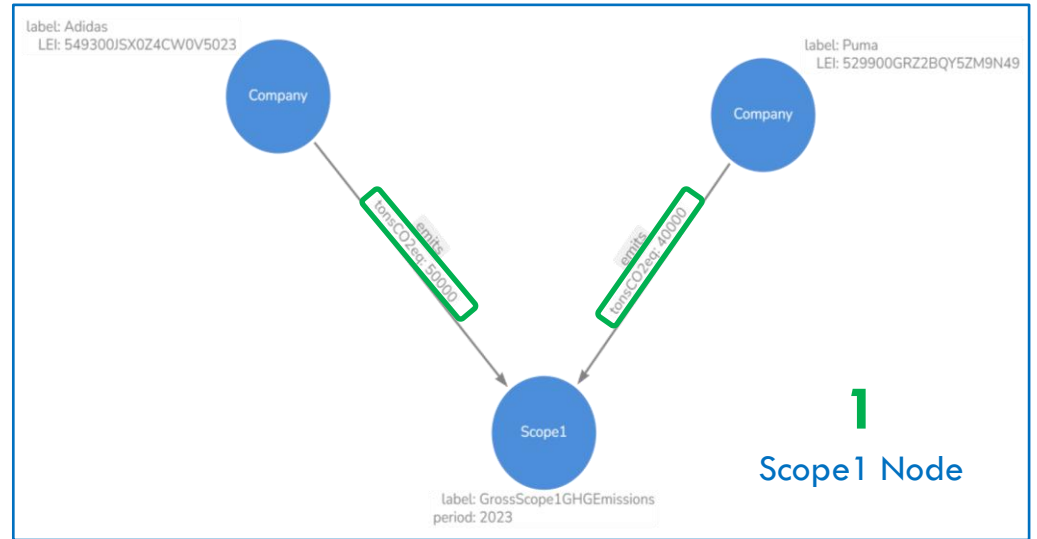 label: Adidas
LEI: 549300JSX0Z4CW0V5023
Company
label: Puma
LEI: 529900GRZ2BQY5ZM9N49
Company
emits
tonsCO2eq: 50000
emits
tonsCO2eq: 40000
Scope1
label: GrossScope1GHGEmissions
period: 2023
1
Scope1 Node